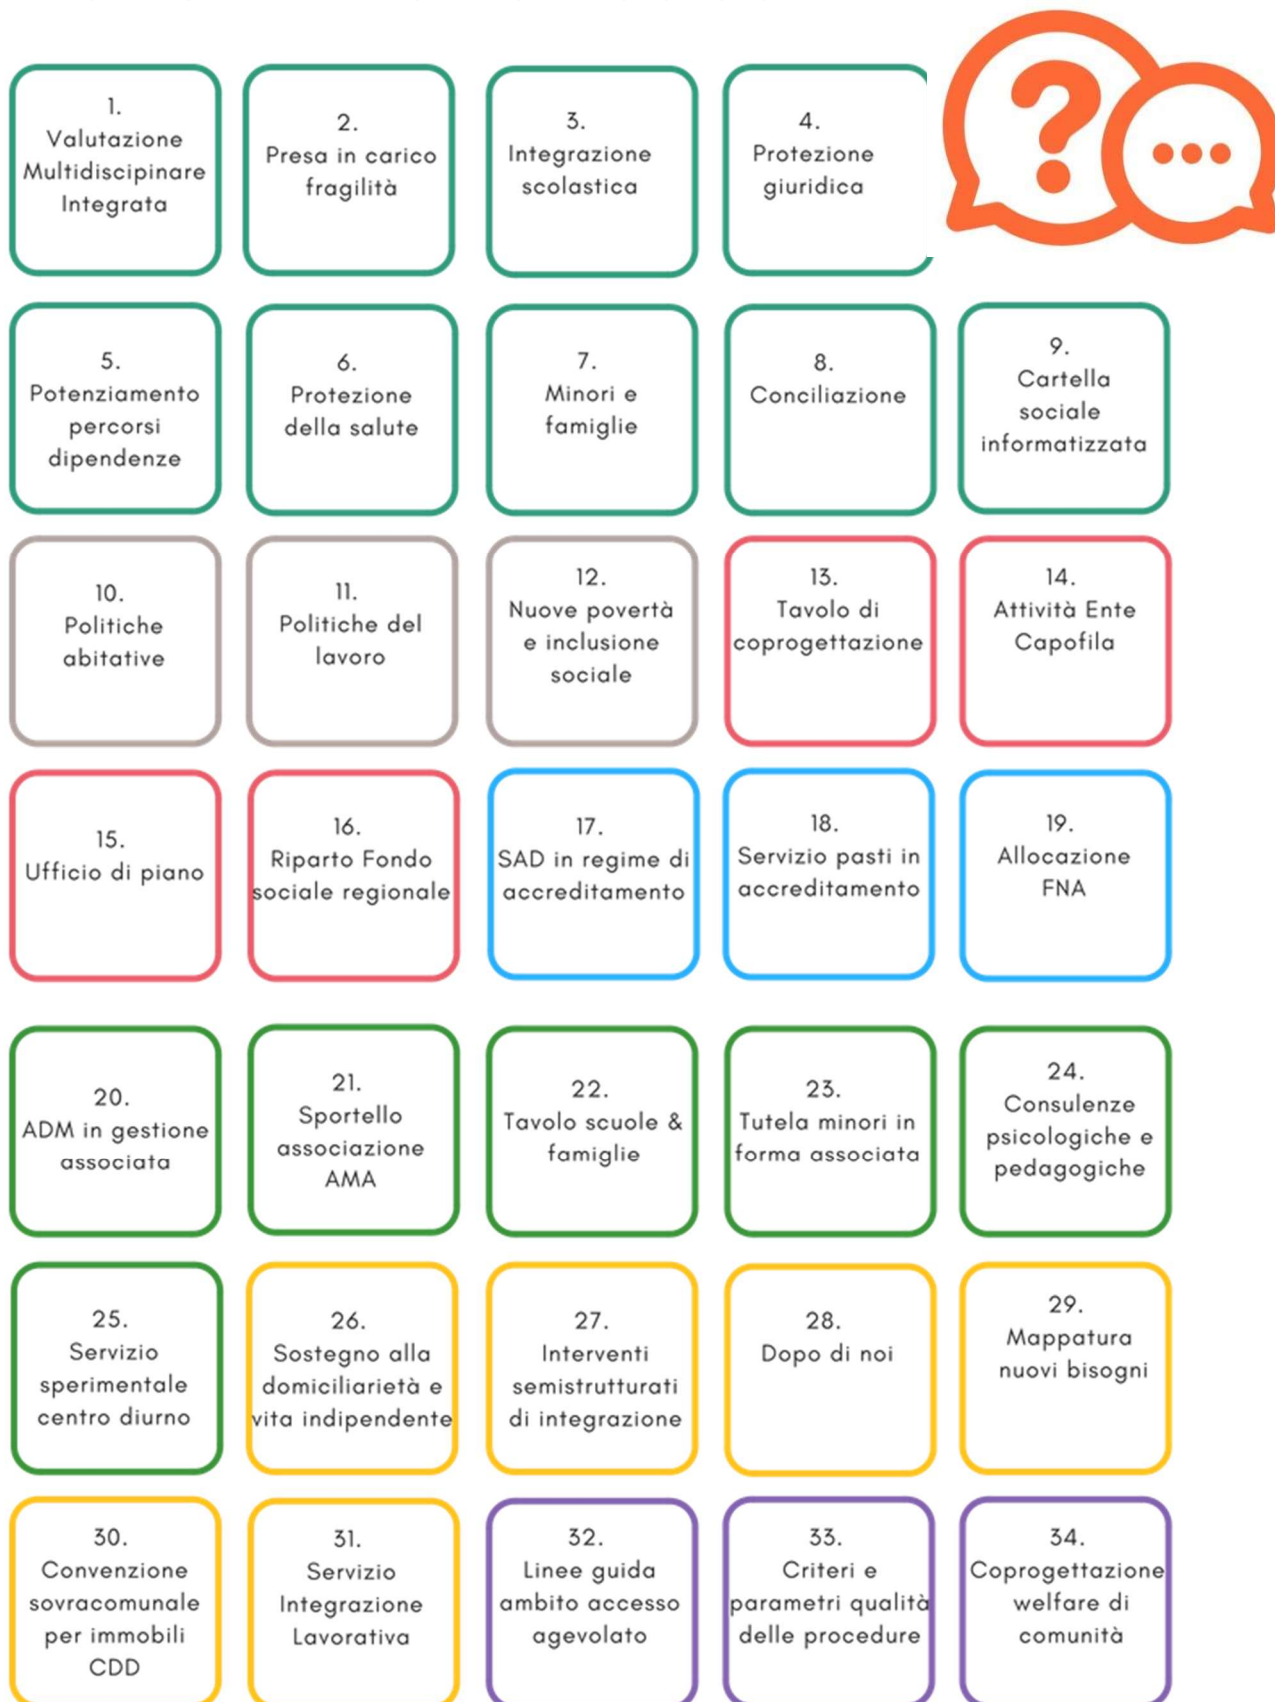 1.
Valutazione
Multidiscipinare
Integrata
2.
Presa in carico
fragilità
3.
Integrazione
scolastica
4.
Protezione
giuridica
?
...
5.
Potenziamento
percorsi
dipendenze
6.
Protezione
della salute
7.
Minori e
famiglie
8.
Conciliazione
9.
Cartella
sociale
informatizzata
10.
Politiche
abitative
11.
Politiche del
lavoro
12.
Nuove povertà
e inclusione
sociale
13.
Tavolo di
coprogettazione
14.
Attività Ente
Capofila
15.
Ufficio di piano
16.
Riparto Fondo
sociale regionale
17.
SAD in regime di
accreditamento
18.
Servizio pasti in
accreditamento
19.
Allocazione
FNA
20.
ADM in gestione
associata
21.
Sportello
associazione
AMA
22.
Tavolo scuole &
famiglie
23.
Tutela minori in
forma associata
24.
Consulenze
psicologiche e
pedagogiche
25.
Servizio
sperimentale
centro diurno
26.
Sostegno alla
domiciliarietà e
vita indipendente
27.
Interventi
semistrutturati
di integrazione
28.
Dopo di noi
29.
Mappatura
nuovi bisogni
30.
Convenzione
sovracomunale
per immobili
CDD
31.
Servizio
Integrazione
Lavorativa
32.
Linee guida
ambito accesso
agevolato
33.
Criteri e
parametri qualità
delle procedure
34.
Coprogettazione
welfare di
comunità